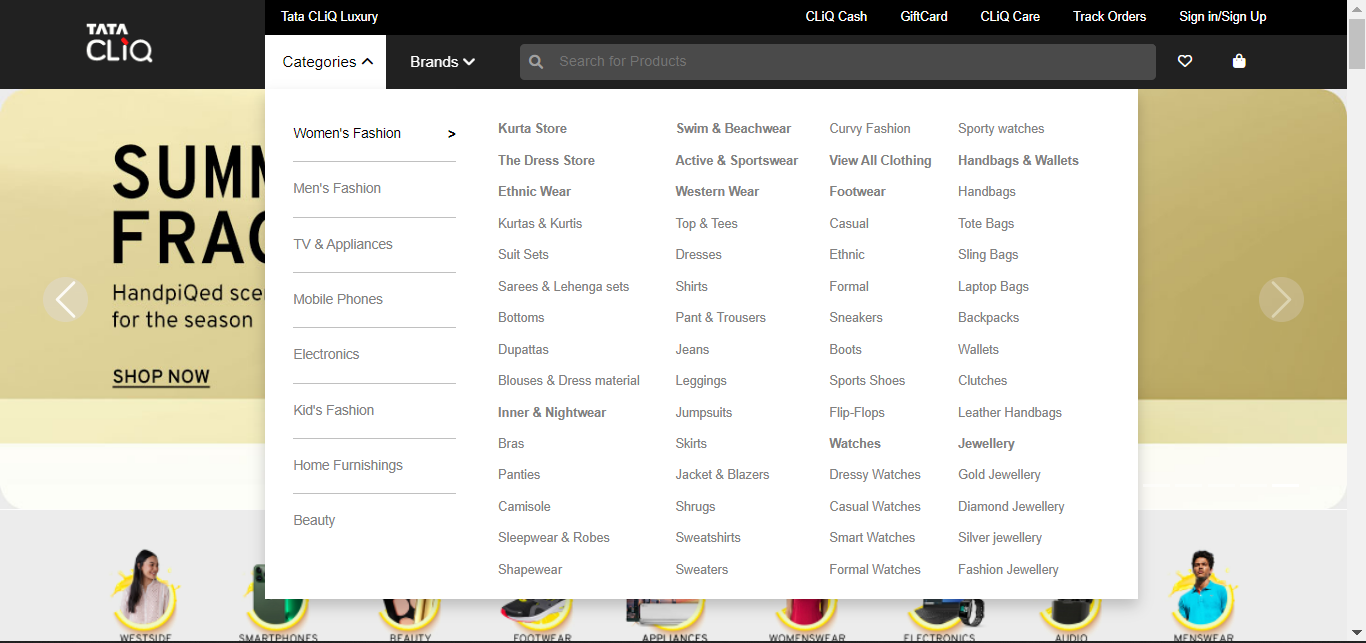 TATA
CLiQ
Tata CLiQ Luxury
CLiQ Cash
GiftCard
CLiQ Care
Track Orders
Sign in/Sign Up
Categories
Brands
Search for Products
SUMM
FRAG
HandpiQed sce
for the season
SHOP NOW
Women's Fashion >
Men's Fashion
TV & Appliances
Mobile Phones
Electronics
Kid's Fashion
Home Furnishings
Beauty
Kurta Store
The Dress Store
Ethnic Wear
Kurtas & Kurtis
Suit Sets
Sarees & Lehenga sets
Bottoms
Dupattas
Blouses & Dress material
Inner & Nightwear
Bras
Panties
Camisole
Sleepwear & Robes
Shapewear
Swim & Beachwear
Active & Sportswear
Western Wear
Top & Tees
Dresses
Shirts
Pant & Trousers
Jeans
Leggings
Jumpsuits
Skirts
Jacket & Blazers
Shrugs
Sweatshirts
Sweaters
Curvy Fashion
View All Clothing
Footwear
Casual
Ethnic
Formal
Sneakers
Boots
Sports Shoes
Flip-Flops
Watches
Dressy Watches
Casual Watches
Smart Watches
Formal Watches
Sporty watches
Handbags & Wallets
Handbags
Tote Bags
Sling Bags
Laptop Bags
Backpacks
Wallets
Clutches
Leather Handbags
Jewellery
Gold Jewellery
Diamond Jewellery
Silver jewellery
Fashion Jewellery
WESTSIDE
SMARTPHONES
BEAUTY
FOOTWEAR
APPLIANCES
WOMENSWEAR
ELECTRONICS
AUDIO
MENSWEAR